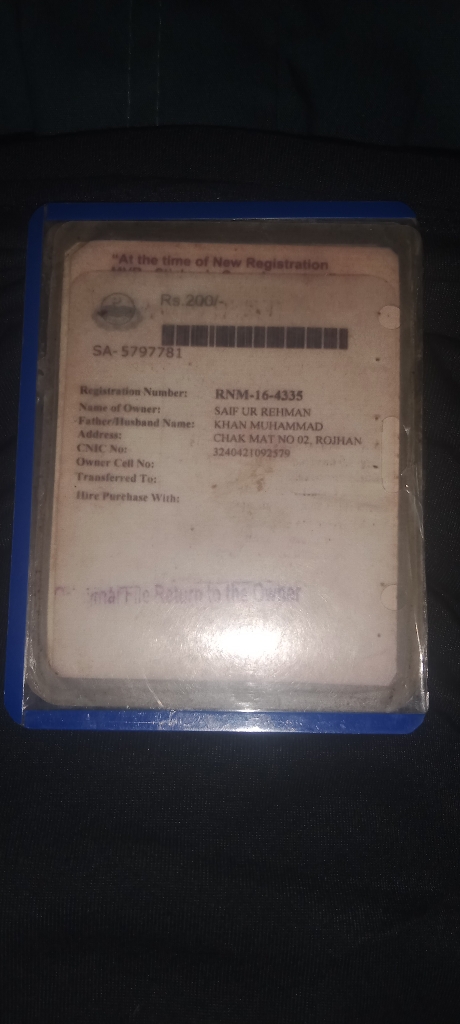 "At the time of New Registration
Rs.200/-
SA-5797781
Registration Number: RNM-16-4335
Name of Owner: SAIF UR REHMAN
Father/Husband Name: KHAN MUHAMMAD
Address: CHAK MAT NO 02, ROJHAN
CNIC No: 3240421092579
Owner Cell No:
Transferred To:
Hire Purchase With:
File Return to the Owner